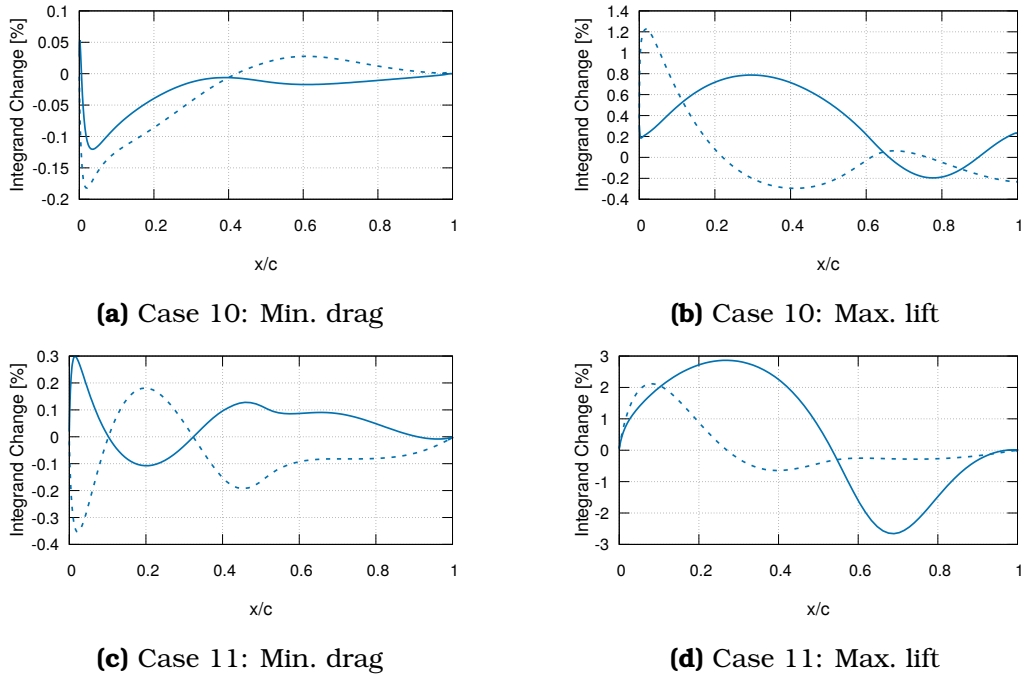 0.1
0.05
0
-0.05
-0.1
-0.15
-0.2
Integrand Change [%]
0 0.2 0.4 0.6 0.8 1
x/c
(a) Case 10: Min. drag
1.4
1.2
1
0.8
0.6
0.4
0.2
0
-0.2
-0.4
Integrand Change [%]
0 0.2 0.4 0.6 0.8 1
x/c
(b) Case 10: Max. lift
0.3
0.2
0.1
0
-0.1
-0.2
-0.3
-0.4
Integrand Change [%]
0 0.2 0.4 0.6 0.8 1
x/c
(c) Case 11: Min. drag
3
2
1
0
-1
-2
-3
Integrand Change [%]
0 0.2 0.4 0.6 0.8 1
x/c
(d) Case 11: Max. lift